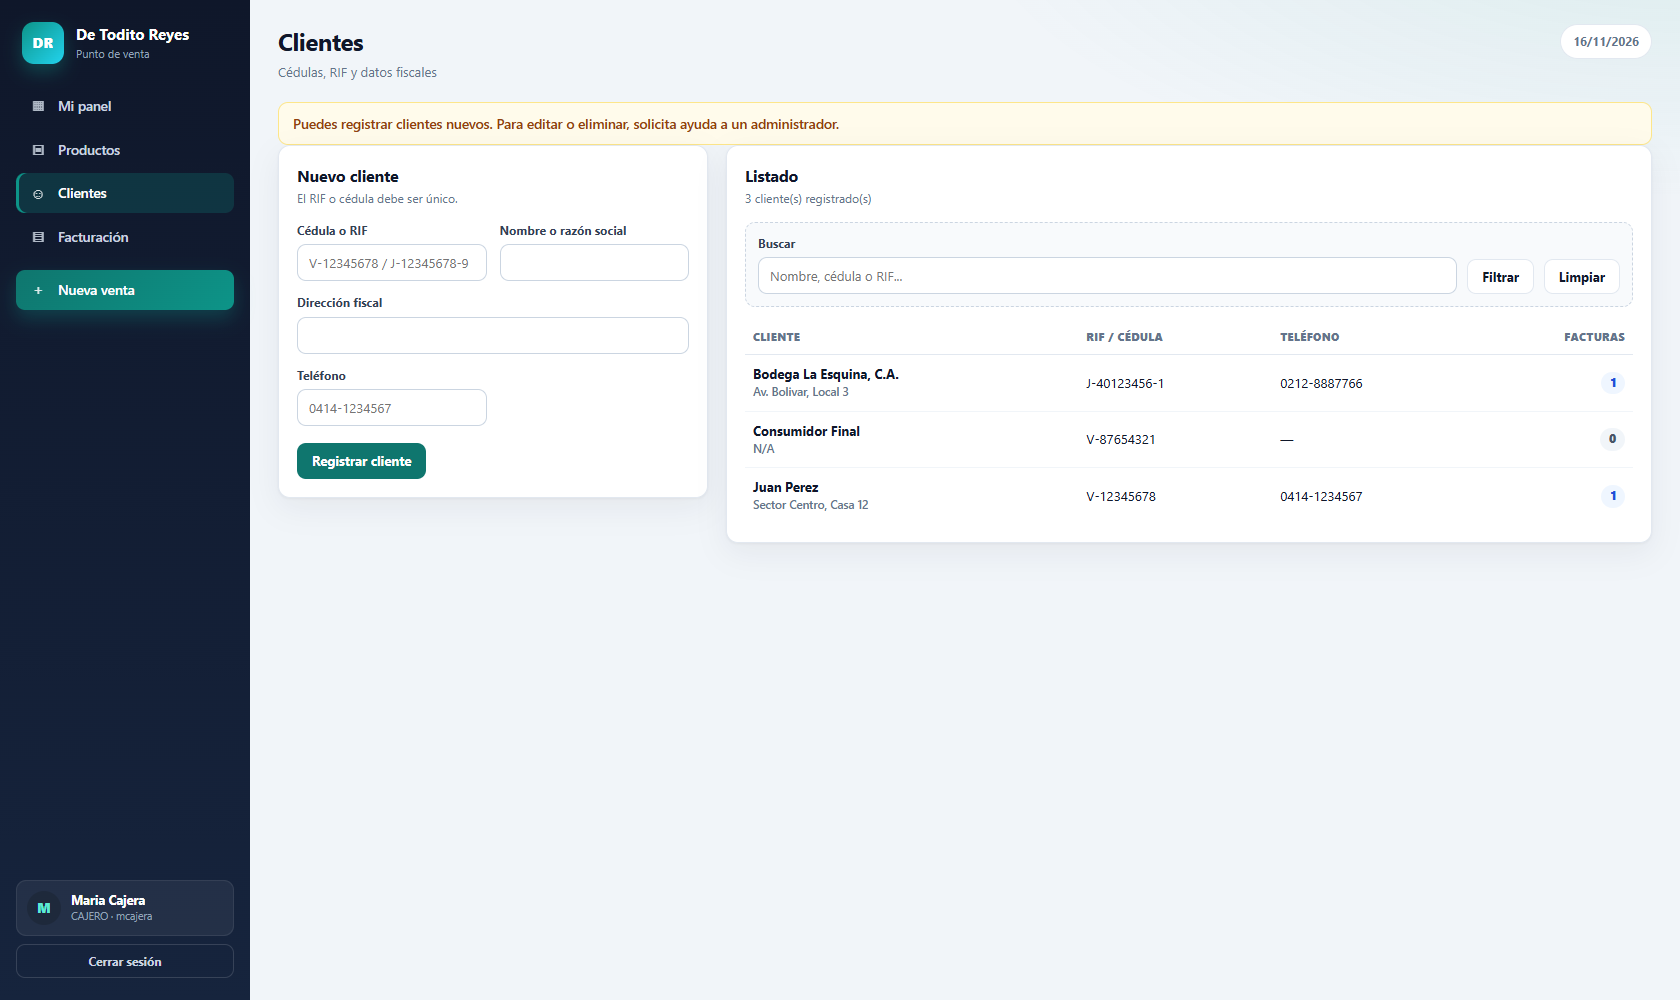 DR
De Todito Reyes
Punto de venta
Mi panel
Productos
Clientes
Facturación
+ Nueva venta
Maria Cajera
M
CAJERO · mcajera
Cerrar sesión
Clientes
16/11/2026
Cédulas, RIF y datos fiscales
Puedes registrar clientes nuevos. Para editar o eliminar, solicita ayuda a un administrador.
Nuevo cliente
El RIF o cédula debe ser único.
Cédula o RIF
Nombre o razón social
V-12345678 / J-12345678-9
Dirección fiscal
Teléfono
0414-1234567
Registrar cliente
Listado
3 cliente(s) registrado(s)
Buscar
Nombre, cédula o RIF...
Filtrar
Limpiar
CLIENTE RIF / CÉDULA TELÉFONO FACTURAS
Bodega La Esquina, C.A.
Av. Bolivar, Local 3
J-40123456-1 0212-8887766 1
Consumidor Final
N/A
V-87654321 — 0
Juan Perez
Sector Centro, Casa 12
V-12345678 0414-1234567 1